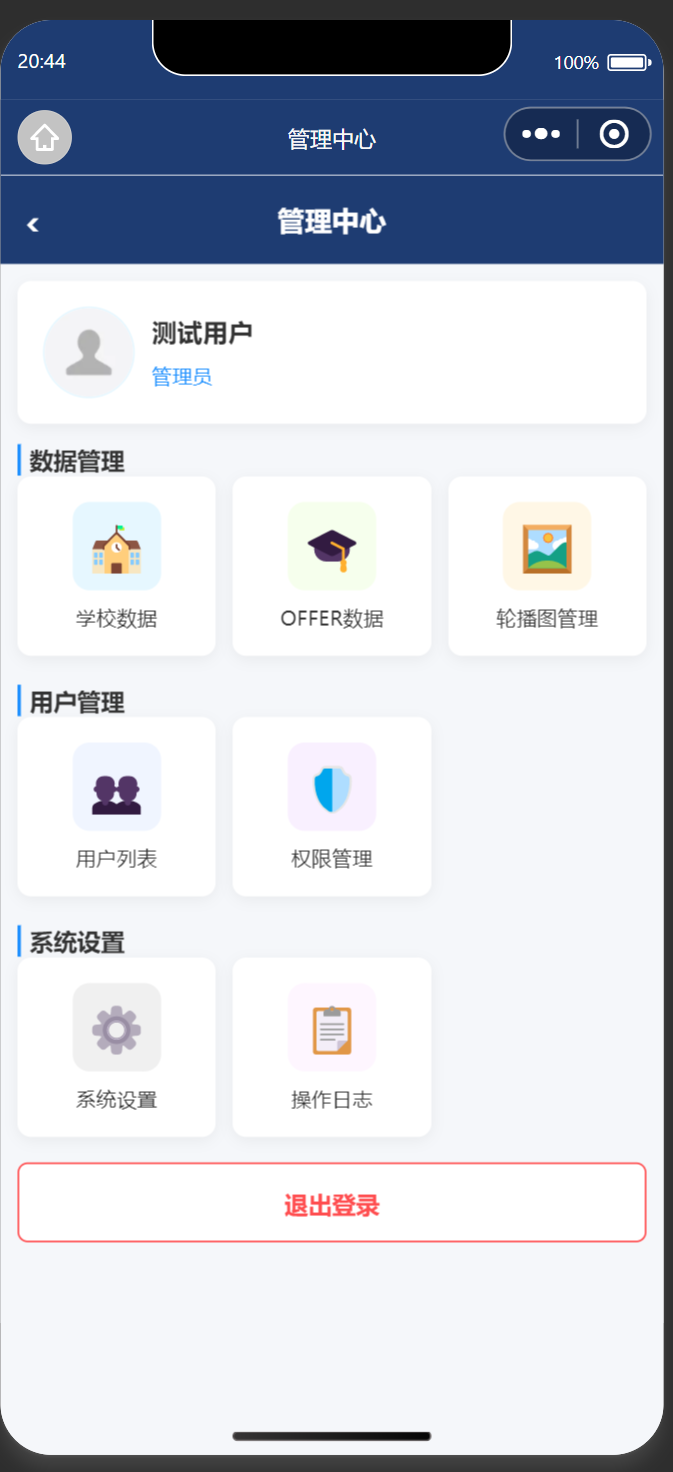 20:44
100%
管理中心
管理中心
测试用户
管理员
数据管理
学校数据
OFFER数据
轮播图管理
用户管理
用户列表
权限管理
系统设置
系统设置
操作日志
退出登录